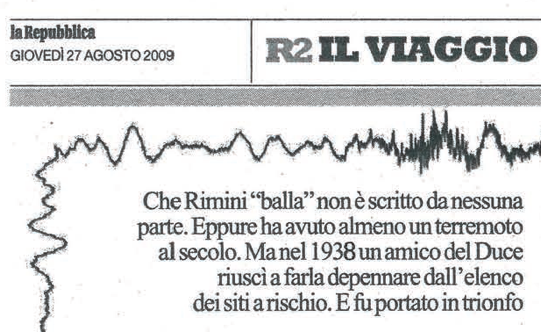 la Repubblica
GIOVEDÌ 27 AGOSTO 2009
R2 IL VIAGGIO
Che Rimini "balla" non è scritto da nessuna
parte. Eppure ha avuto almeno un terremoto
al secolo. Ma nel 1938 un amico del Duce
riuscì a farla depennare dall'elenco
dei siti a rischio. E fu portato in trionfo